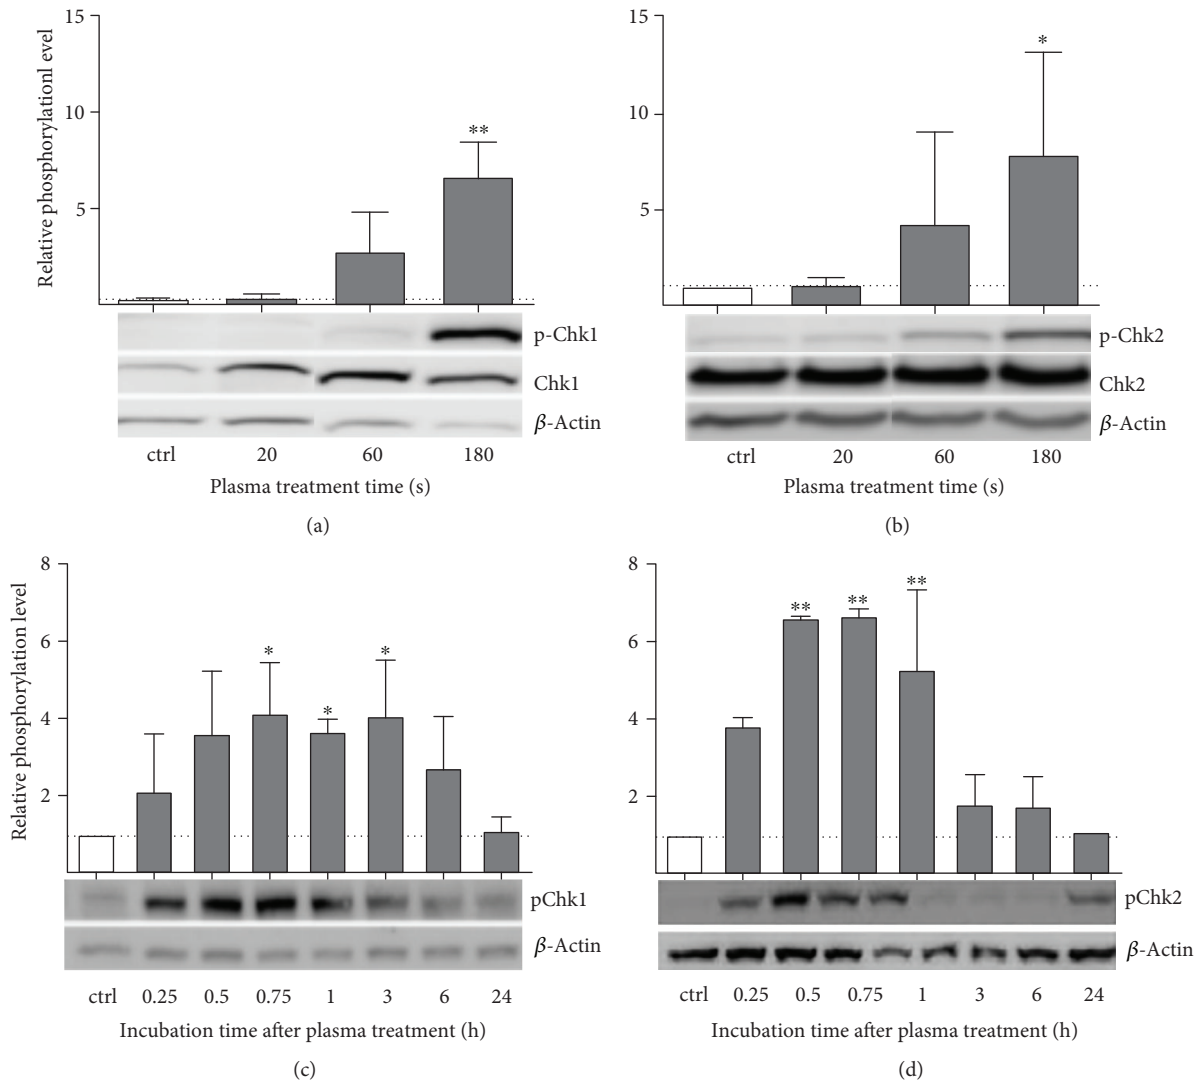 15
10
5
Relative phosphorylationl evel
**
p-Chk1
Chk1
β-Actin
ctrl 20 60 180
Plasma treatment time (s)
(a)
15
10
5
*
p-Chk2
Chk2
β-Actin
ctrl 20 60 180
Plasma treatment time (s)
(b)
8
6
4
2
Relative phosphorylation level
* * *
pChk1
β-Actin
ctrl 0.25 0.5 0.75 1 3 6 24
Incubation time after plasma treatment (h)
(c)
8
6
4
2
** ** **
pChk2
β-Actin
ctrl 0.25 0.5 0.75 1 3 6 24
Incubation time after plasma treatment (h)
(d)